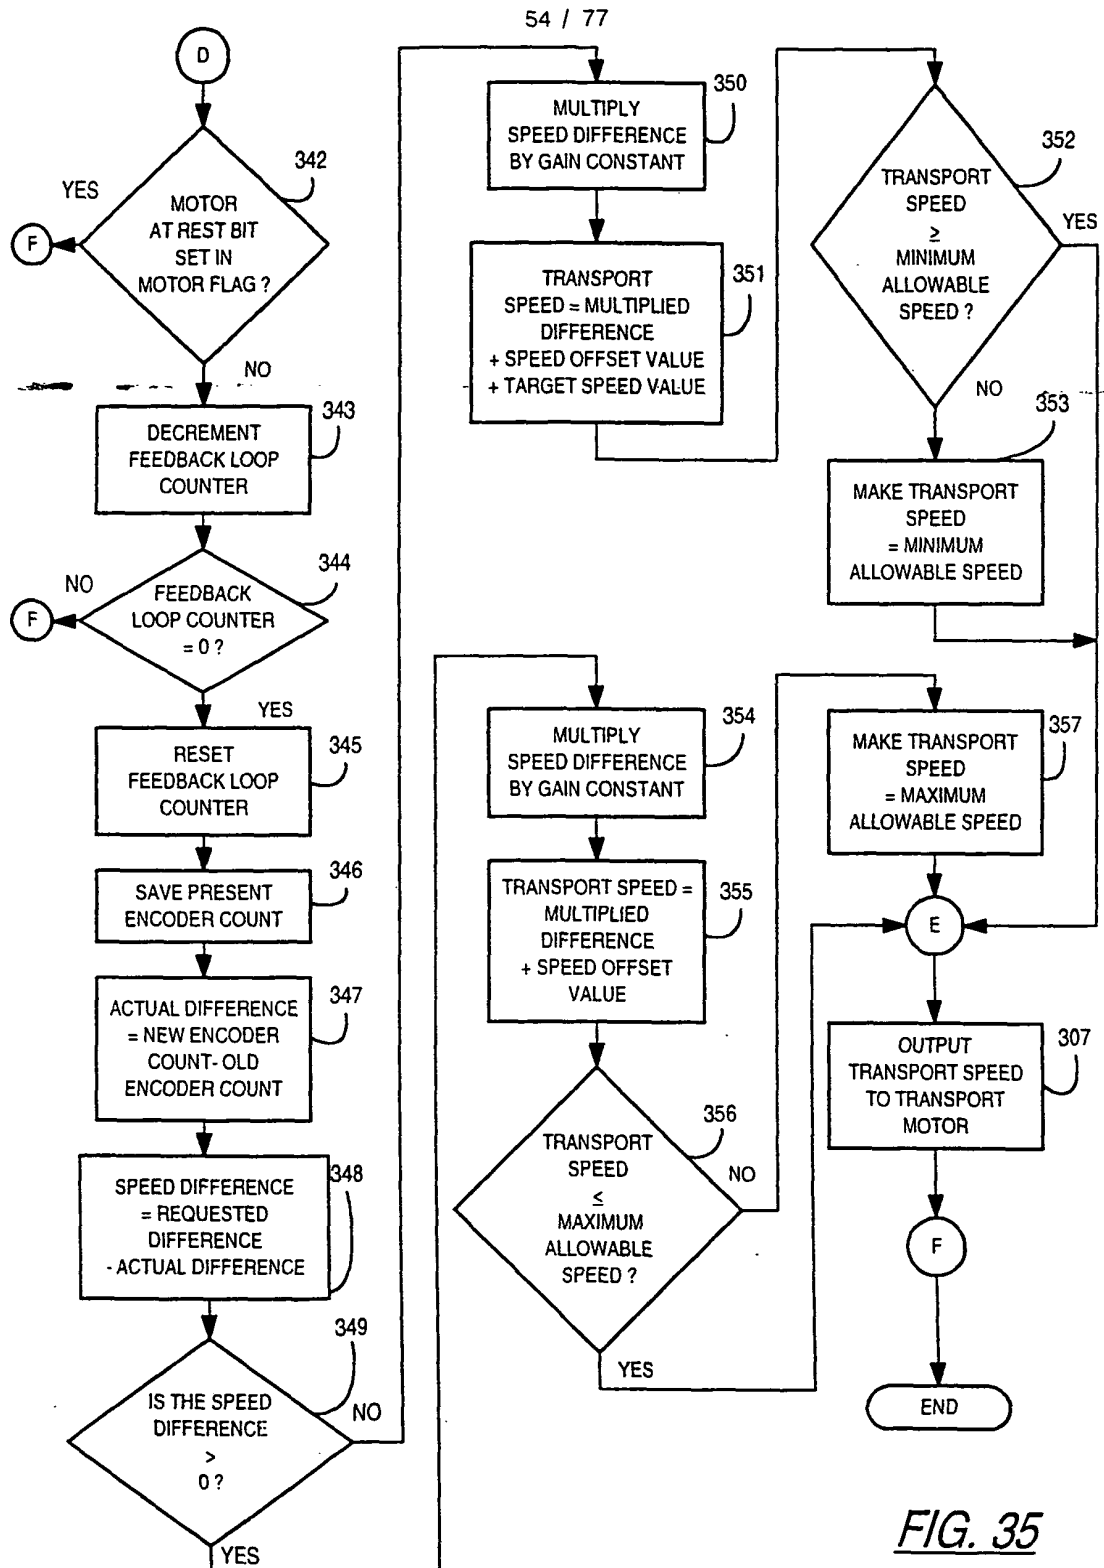 54 / 77
D
342
YES
MOTOR
AT REST BIT
SET IN
MOTOR FLAG ?
F
NO
343
DECREMENT
FEEDBACK LOOP
COUNTER
344
NO
FEEDBACK
LOOP COUNTER
= 0 ?
F
YES
345
RESET
FEEDBACK LOOP
COUNTER
346
SAVE PRESENT
ENCODER COUNT
347
ACTUAL DIFFERENCE
= NEW ENCODER
COUNT- OLD
ENCODER COUNT
348
SPEED DIFFERENCE
= REQUESTED
DIFFERENCE
- ACTUAL DIFFERENCE
349
IS THE SPEED
DIFFERENCE
>
0 ?
NO
YES
350
MULTIPLY
SPEED DIFFERENCE
BY GAIN CONSTANT
351
TRANSPORT
SPEED = MULTIPLIED
DIFFERENCE
+ SPEED OFFSET VALUE
+ TARGET SPEED VALUE
352
TRANSPORT
SPEED
≥
MINIMUM
ALLOWABLE
SPEED ?
YES
NO
353
MAKE TRANSPORT
SPEED
= MINIMUM
ALLOWABLE SPEED
354
MULTIPLY
SPEED DIFFERENCE
BY GAIN CONSTANT
355
TRANSPORT SPEED =
MULTIPLIED
DIFFERENCE
+ SPEED OFFSET
VALUE
356
TRANSPORT
SPEED
≤
MAXIMUM
ALLOWABLE
SPEED ?
NO
YES
357
MAKE TRANSPORT
SPEED
= MAXIMUM
ALLOWABLE SPEED
E
307
OUTPUT
TRANSPORT SPEED
TO TRANSPORT
MOTOR
F
END
FIG. 35